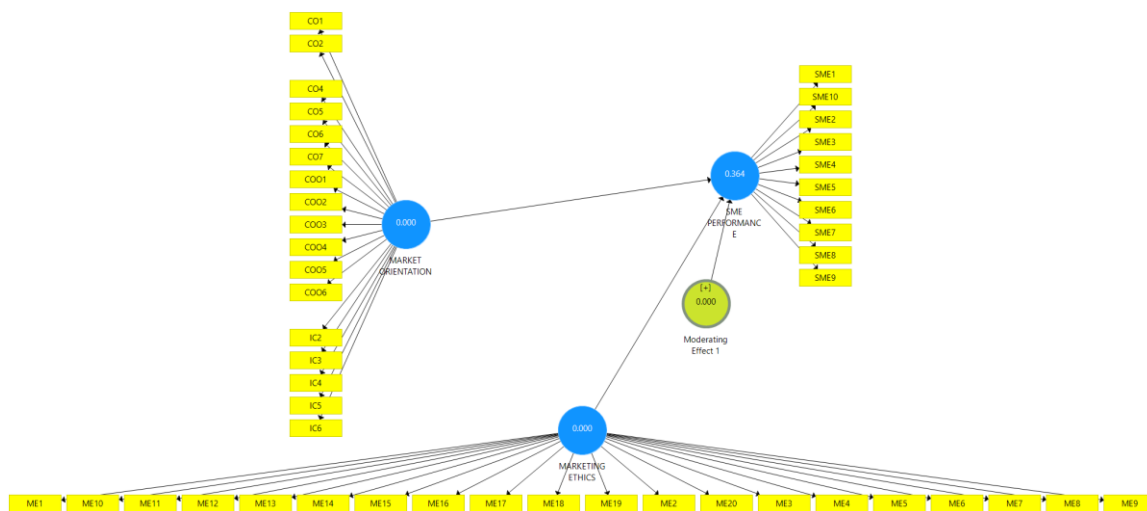 CO1
CO2
CO4
CO5
CO6
CO7
COO1
COO2
COO3
COO4
COO5
COO6
IC2
IC3
IC4
IC5
IC6
0.000
MARKET
ORIENTATION
SME1
SME10
SME2
SME3
SME4
SME5
SME6
SME7
SME8
SME9
0.364
SME
PERFORMANC
E
[+]
0.000
Moderating
Effect 1
0.000
MARKETING
ETHICS
ME1 ME10 ME11 ME12 ME13 ME14 ME15 ME16 ME17 ME18 ME19 ME2 ME20 ME3 ME4 ME5 ME6 ME7 ME8 ME9